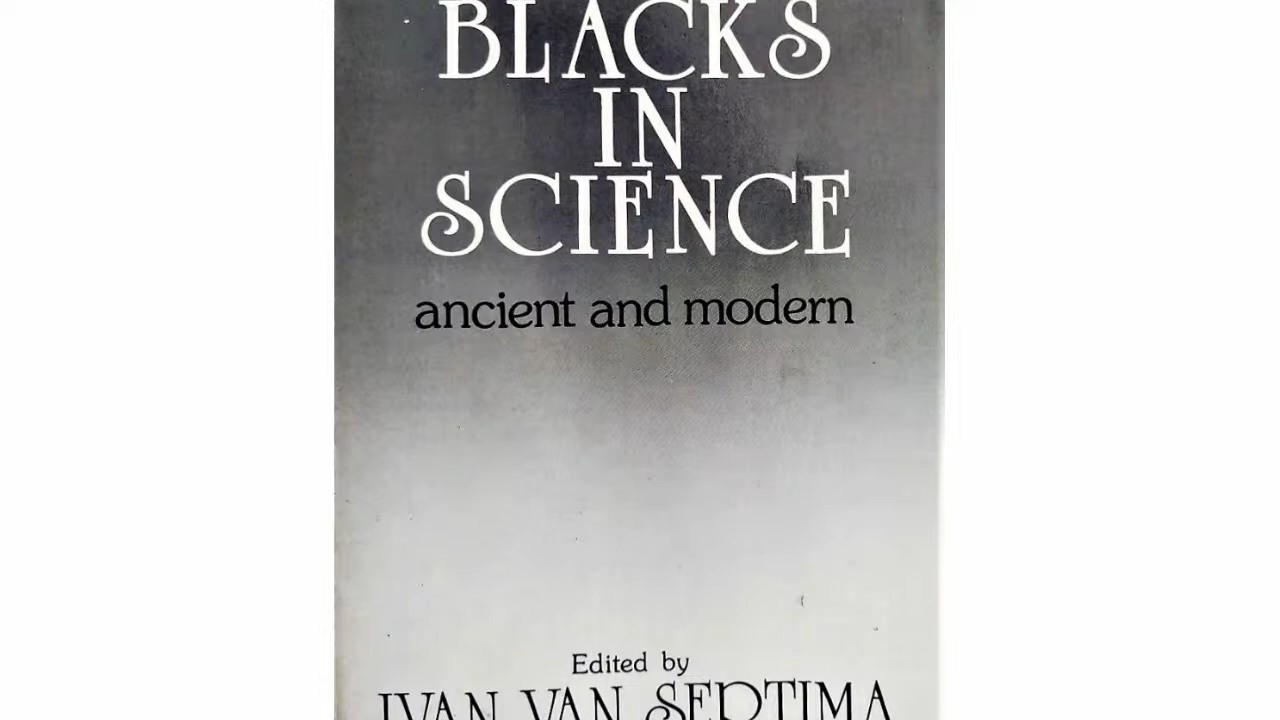 BLACKS
IN
SCIENCE
ancient and modern
Edited by
IVAN VAN SERTIMA